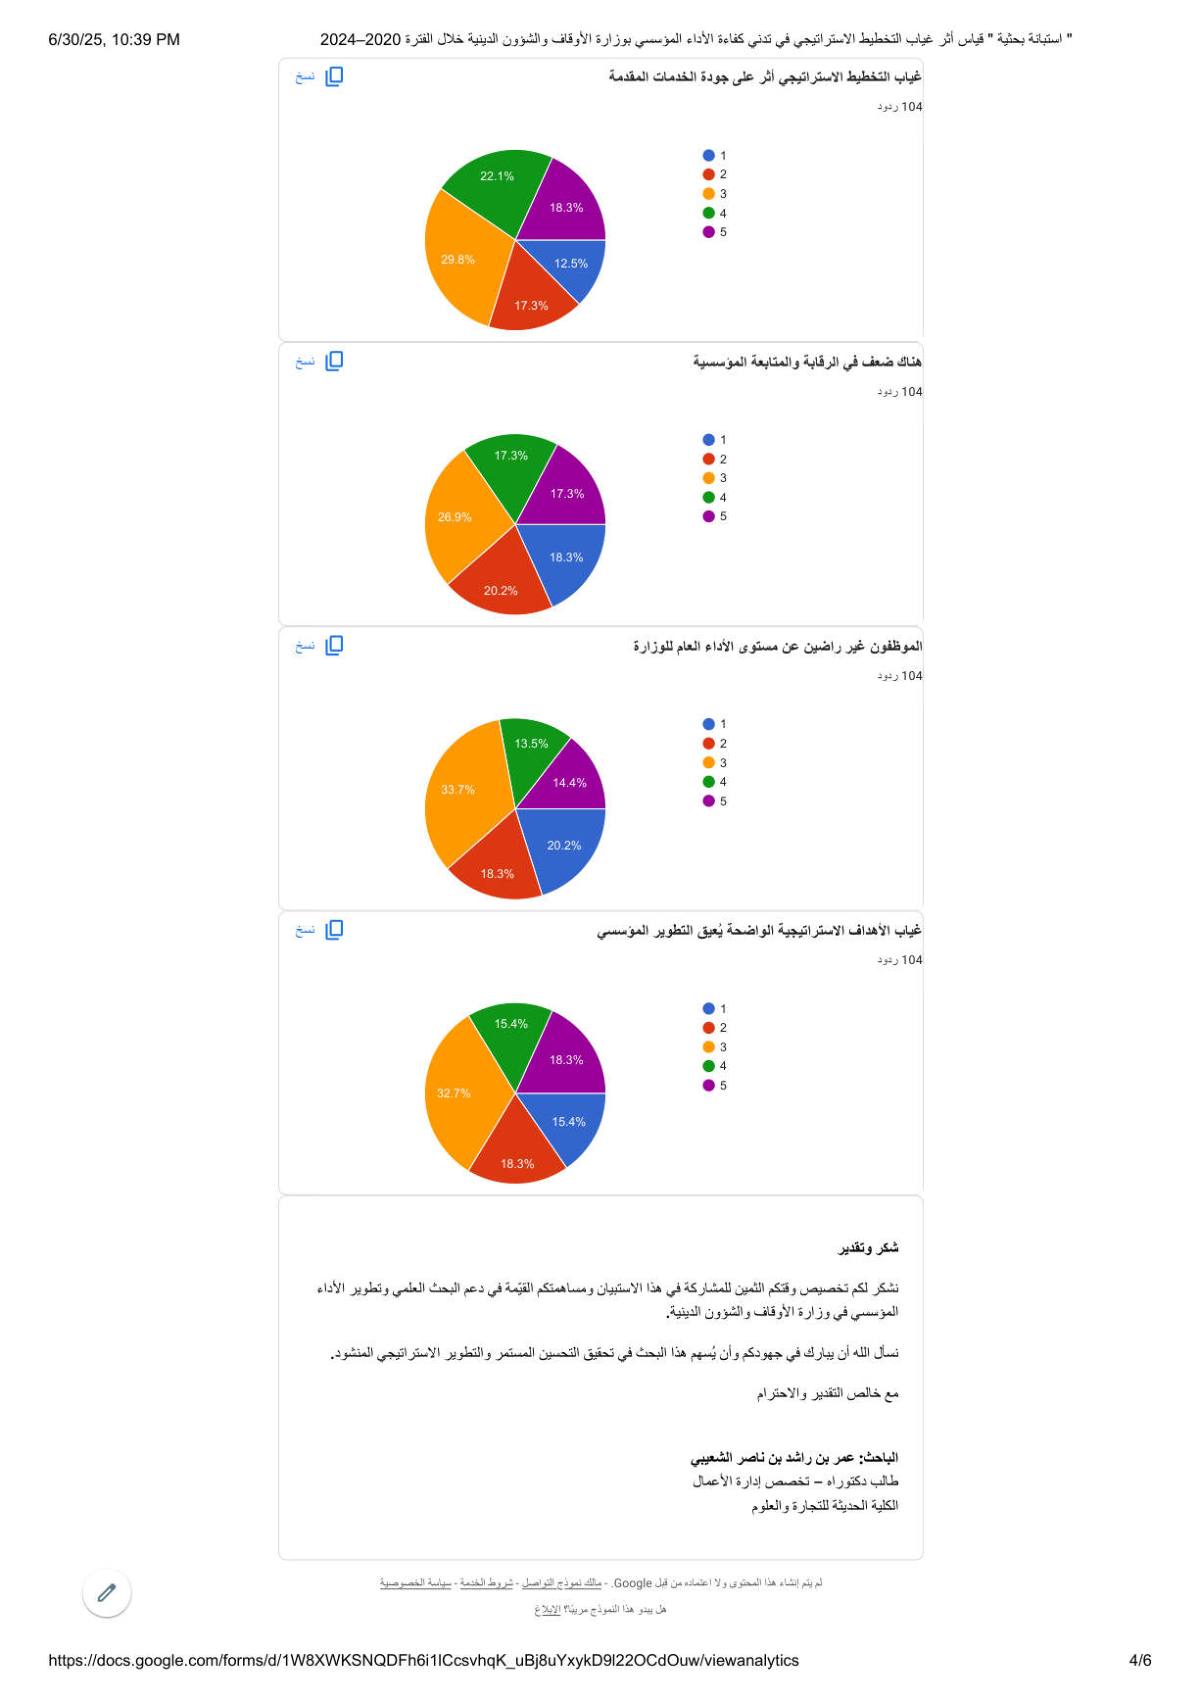 6/30/25, 10:39 PM
" استبانة بحثية " قياس أثر غياب التخطيط الاستراتيجي في تدني كفاءة الأداء المؤسسي بوزارة الأوقاف والشؤون الدينية خلال الفترة 2020–2024
غياب التخطيط الاستراتيجي أثر على جودة الخدمات المقدمة
نسخ
104 ردود
1
2
3
4
5
22.1%
18.3%
29.8%
12.5%
17.3%
هناك ضعف في الرقابة والمتابعة المؤسسية
نسخ
104 ردود
1
2
3
4
5
17.3%
17.3%
26.9%
18.3%
20.2%
الموظفون غير راضين عن مستوى الأداء العام للوزارة
نسخ
104 ردود
1
2
3
4
5
13.5%
14.4%
33.7%
20.2%
18.3%
غياب الأهداف الاستراتيجية الواضحة يُعيق التطوير المؤسسي
نسخ
104 ردود
1
2
3
4
5
15.4%
18.3%
32.7%
15.4%
18.3%
شكر وتقدير
نشكر لكم تخصيص وقتكم الثمين للمشاركة في هذا الاستبيان ومساهمتكم القيّمة في دعم البحث العلمي وتطوير الأداء
المؤسسي في وزارة الأوقاف والشؤون الدينية.
نسأل الله أن يبارك في جهودكم وأن يُسهم هذا البحث في تحقيق التحسين المستمر والتطوير الاستراتيجي المنشود.
مع خالص التقدير والاحترام
الباحث: عمر بن راشد بن ناصر الشعيبي
طالب دكتوراه – تخصص إدارة الأعمال
الكلية الحديثة للتجارة والعلوم
لم يتم إنشاء هذا المحتوى ولا اعتماده من قبل Google. - مالك نموذج التواصل - شروط الخدمة - سياسة الخصوصية
هل يبدو هذا النموذج مريبًا؟ الإبلاغ
https://docs.google.com/forms/d/1W8XWKSNQDFh6i1lCcsvhqK_uBj8uYxykD9l22OCdOuw/viewanalytics
4/6